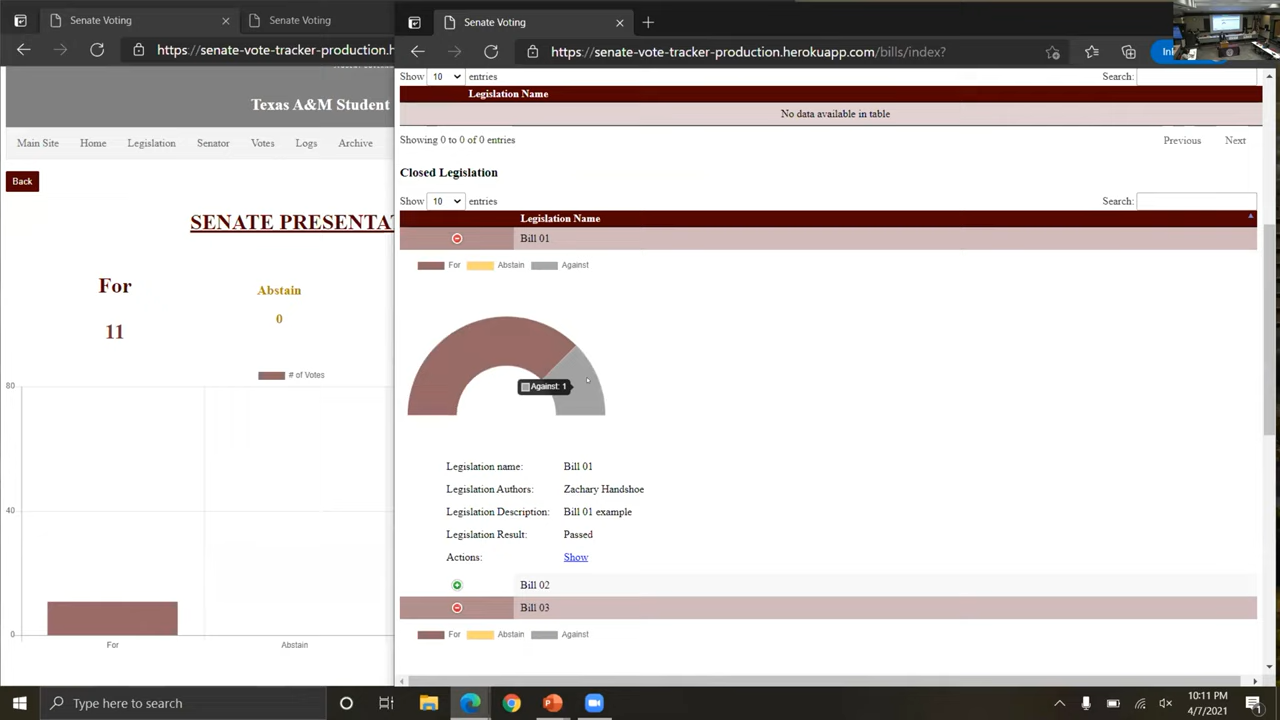 Senate Voting
Senate Voting
https://senate-vote-tracker-production.h
Texas A&M Student
Main Site Home Legislation Senator Votes Logs Archive
Back
SENATE PRESENTAT
For
11
Abstain
0
# of Votes
80
40
0
For Abstain
Senate Voting
https://senate-vote-tracker-production.herokuapp.com/bills/index?
Show 10 entries Search:
Legislation Name
No data available in table
Showing 0 to 0 of 0 entries Previous Next
Closed Legislation
Show 10 entries Search:
Legislation Name
Bill 01
For Abstain Against
Against: 1
Legislation name: Bill 01
Legislation Authors: Zachary Handshoe
Legislation Description: Bill 01 example
Legislation Result: Passed
Actions: Show
Bill 02
Bill 03
For Abstain Against
Type here to search
10:11 PM
4/7/2021
1